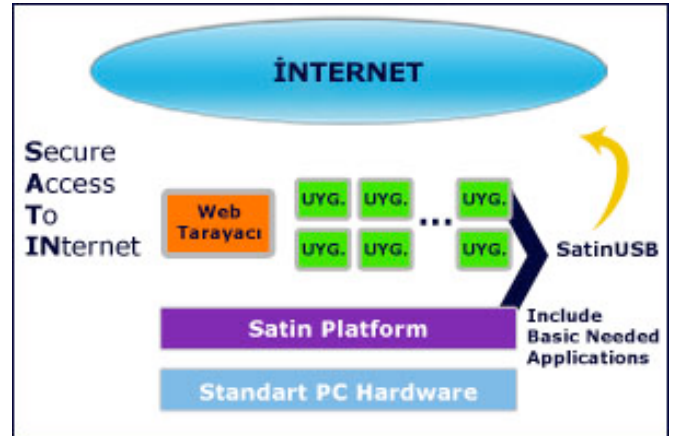 İNTERNET
Secure
Access
To
INternet
Web
Tarayacı
UYG. UYG. ... UYG.
UYG. UYG. UYG.
SatinUSB
Satin Platform
Include
Basic Needed
Applications
Standart PC Hardware